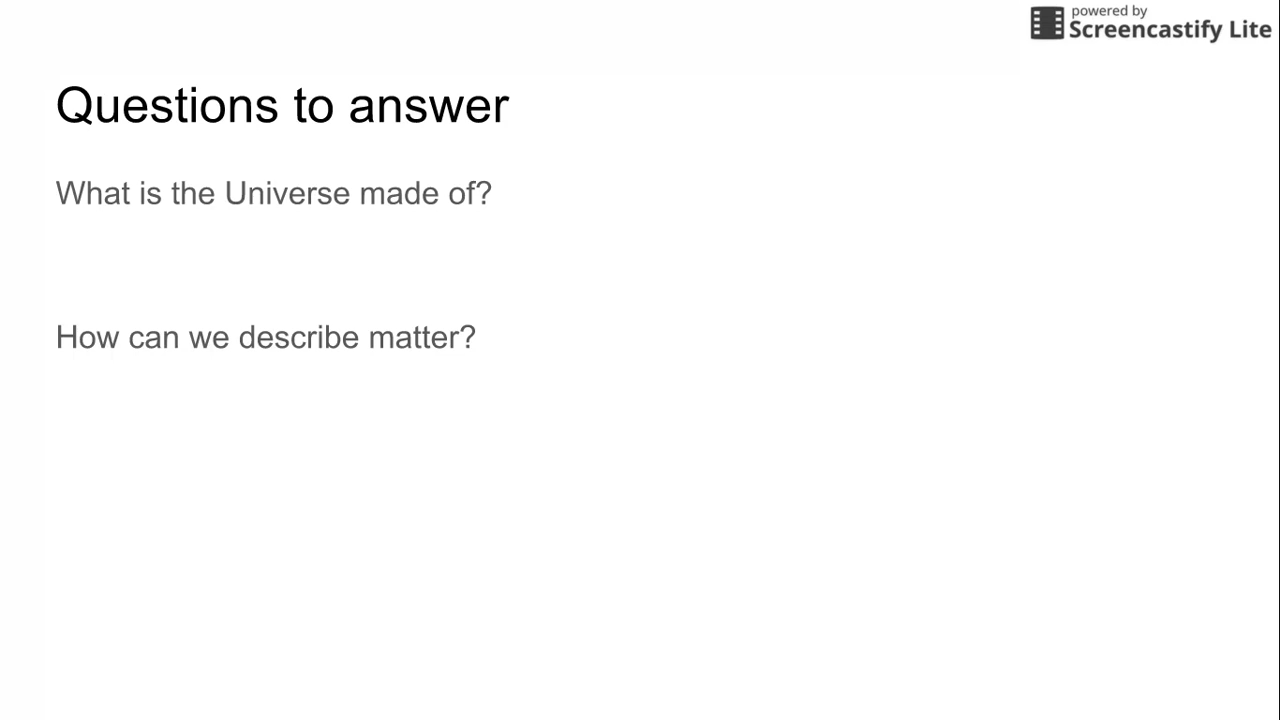 powered by
Screencastify Lite
Questions to answer
What is the Universe made of?
How can we describe matter?